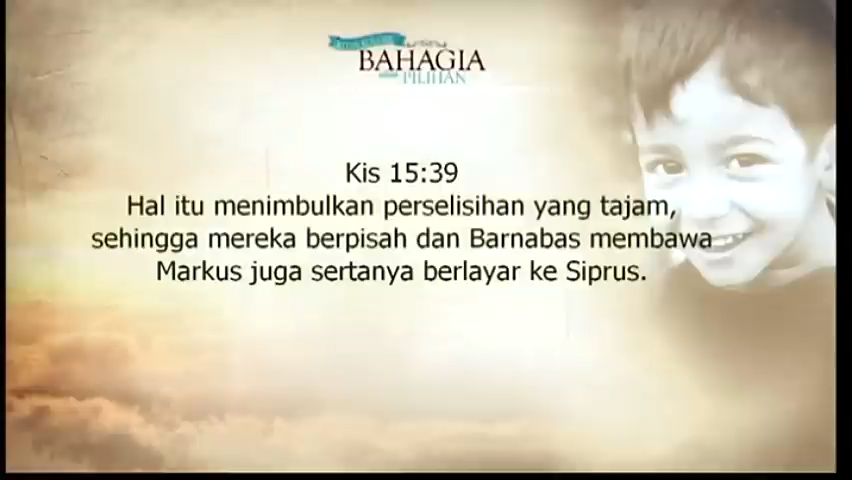 BAHAGIA
PILIHAN
Kis 15:39
Hal itu menimbulkan perselisihan yang tajam,
sehingga mereka berpisah dan Barnabas membawa
Markus juga sertanya berlayar ke Siprus.